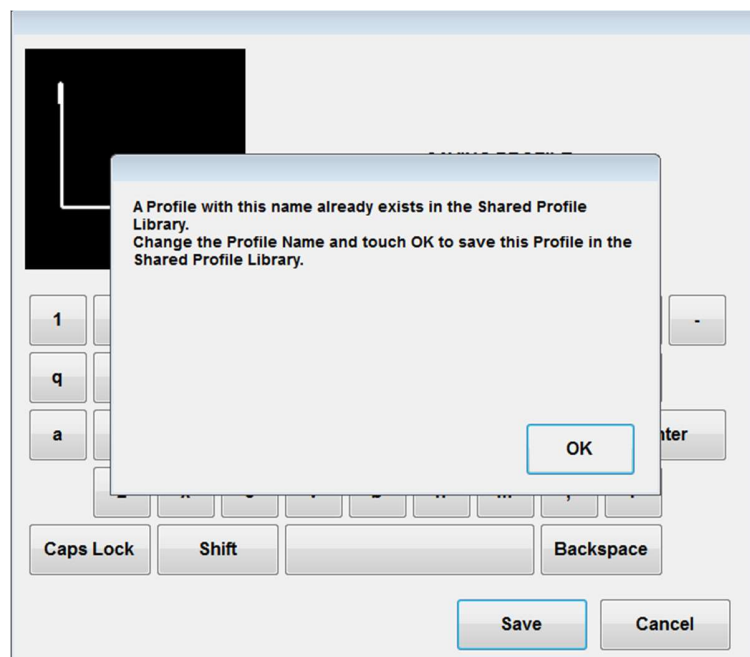 A Profile with this name already exists in the Shared Profile
Library.
Change the Profile Name and touch OK to save this Profile in the
Shared Profile Library.
1
-
q
a
OK
Caps Lock Shift Backspace
Save Cancel